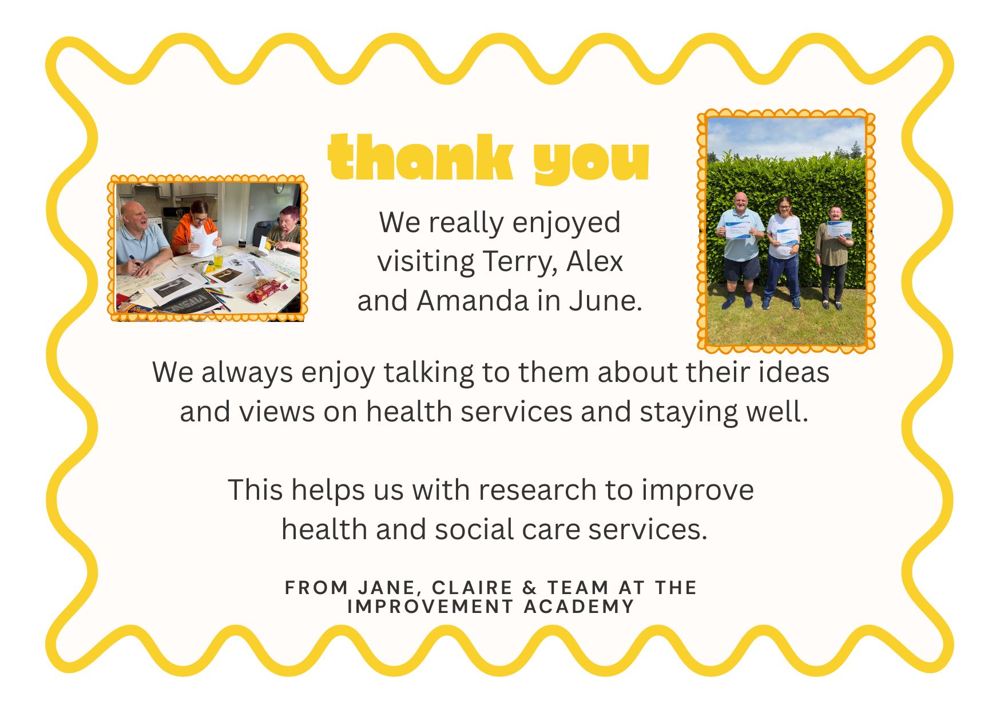 thank you
We really enjoyed
visiting Terry, Alex
and Amanda in June.
We always enjoy talking to them about their ideas
and views on health services and staying well.
This helps us with research to improve
health and social care services.
FROM JANE, CLAIRE & TEAM AT THE
IMPROVEMENT ACADEMY